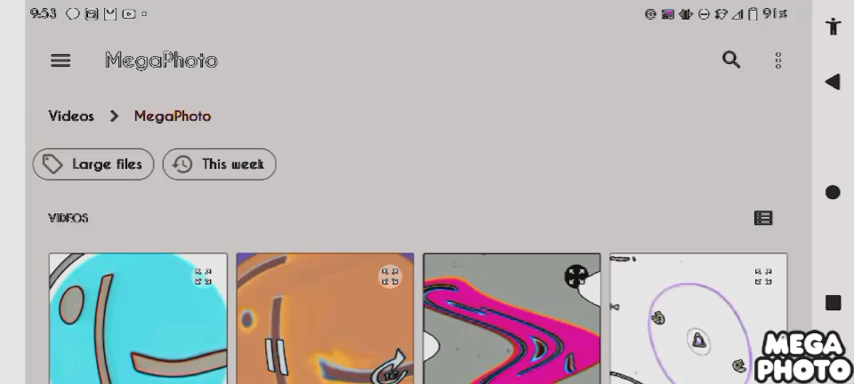 9:53
91%
MegaPhoto
Videos > MegaPhoto
Large files
This week
VIDEOS
MEGA
PHOTO